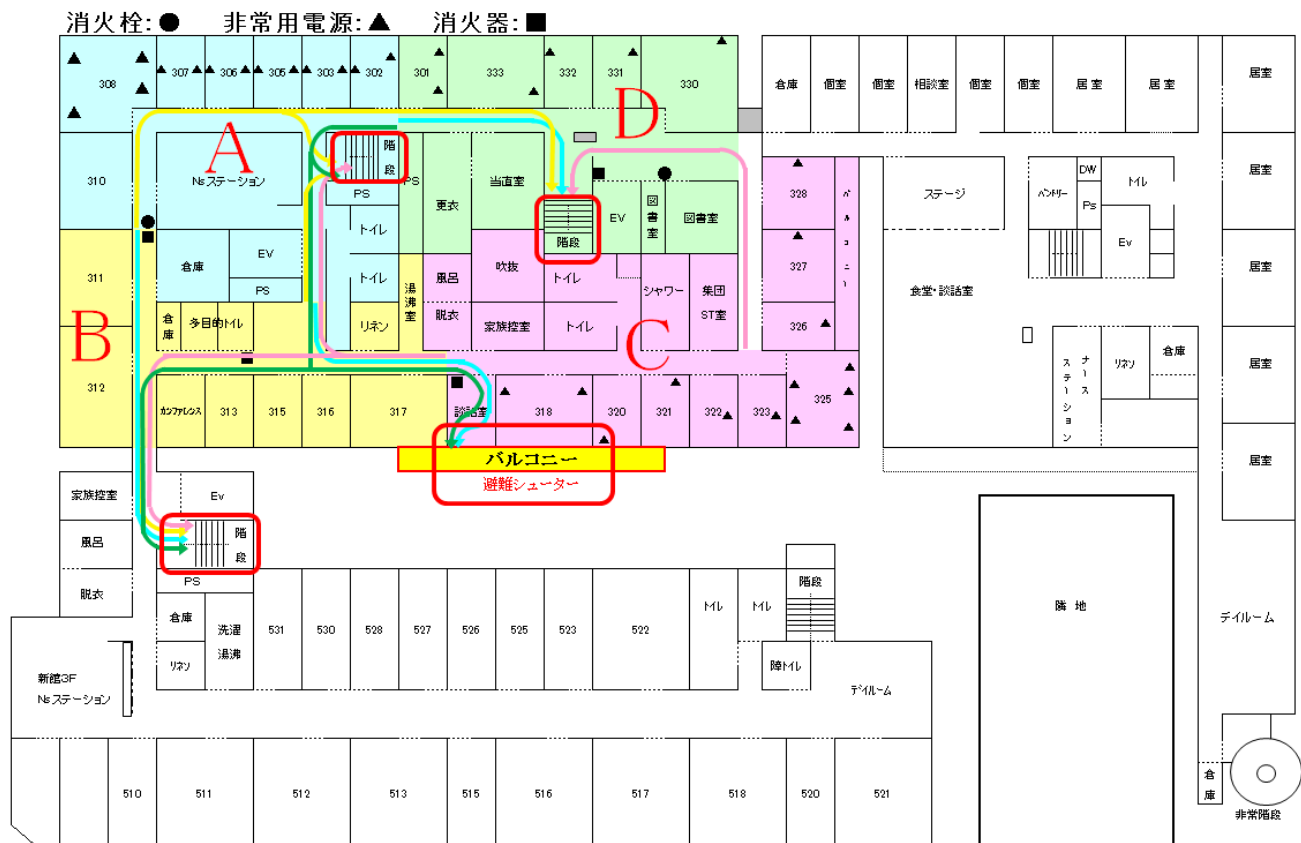 消火栓:● 非常用電源:▲ 消火器:■
308
307
306
305
303
302
301
333
332
331
330
倉庫
個室
個室
相談室
個室
個室
居室
居室
居室
D
A
階
段
310
Nsステーション
PS
PS
更衣
当直室
EV
図
書
室
図書室
328
バ
ル
コ
ニ
ー
ステージ
パントリー
DW
Ps
トイレ
Ev
居室
トイレ
階段
311
倉庫
EV
PS
トイレ
湯
沸
室
風呂
吹抜
トイレ
シャワー
集団
ST室
327
食堂・談話室
居室
B
倉
庫
多目的トイレ
リネン
脱衣
家族控室
トイレ
C
326
ナース
ステーション
リネン
倉庫
居室
312
カンファレンス
313
315
316
317
談話室
318
320
321
322
323
325
バルコニー
避難シューター
居室
家族控室
Ev
風呂
階
段
脱衣
PS
倉庫
洗濯
湯沸
リネン
531
530
528
527
526
525
523
522
トイレ
トイレ
階段
障トイレ
隣 地
デイルーム
新館3F
Nsステーション
デイルーム
510
511
512
513
515
516
517
518
520
521
倉
庫
非常階段